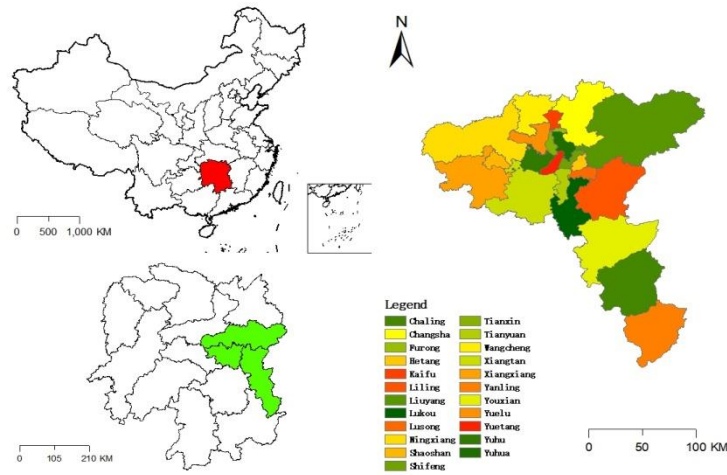 N
0 500 1,000 KM
0 105 210 KM
Legend
Chaling
Changsha
Furong
Hetang
Kaifu
Liling
Liuyang
Lukou
Lusong
Ningxiang
Shaoshan
Shifeng
Tianxin
Tianyuan
Wangcheng
Xiangtan
Xiangxiang
Yanling
Youxian
Yuelu
Yuetang
Yuhu
Yuhua
0 50 100 KM